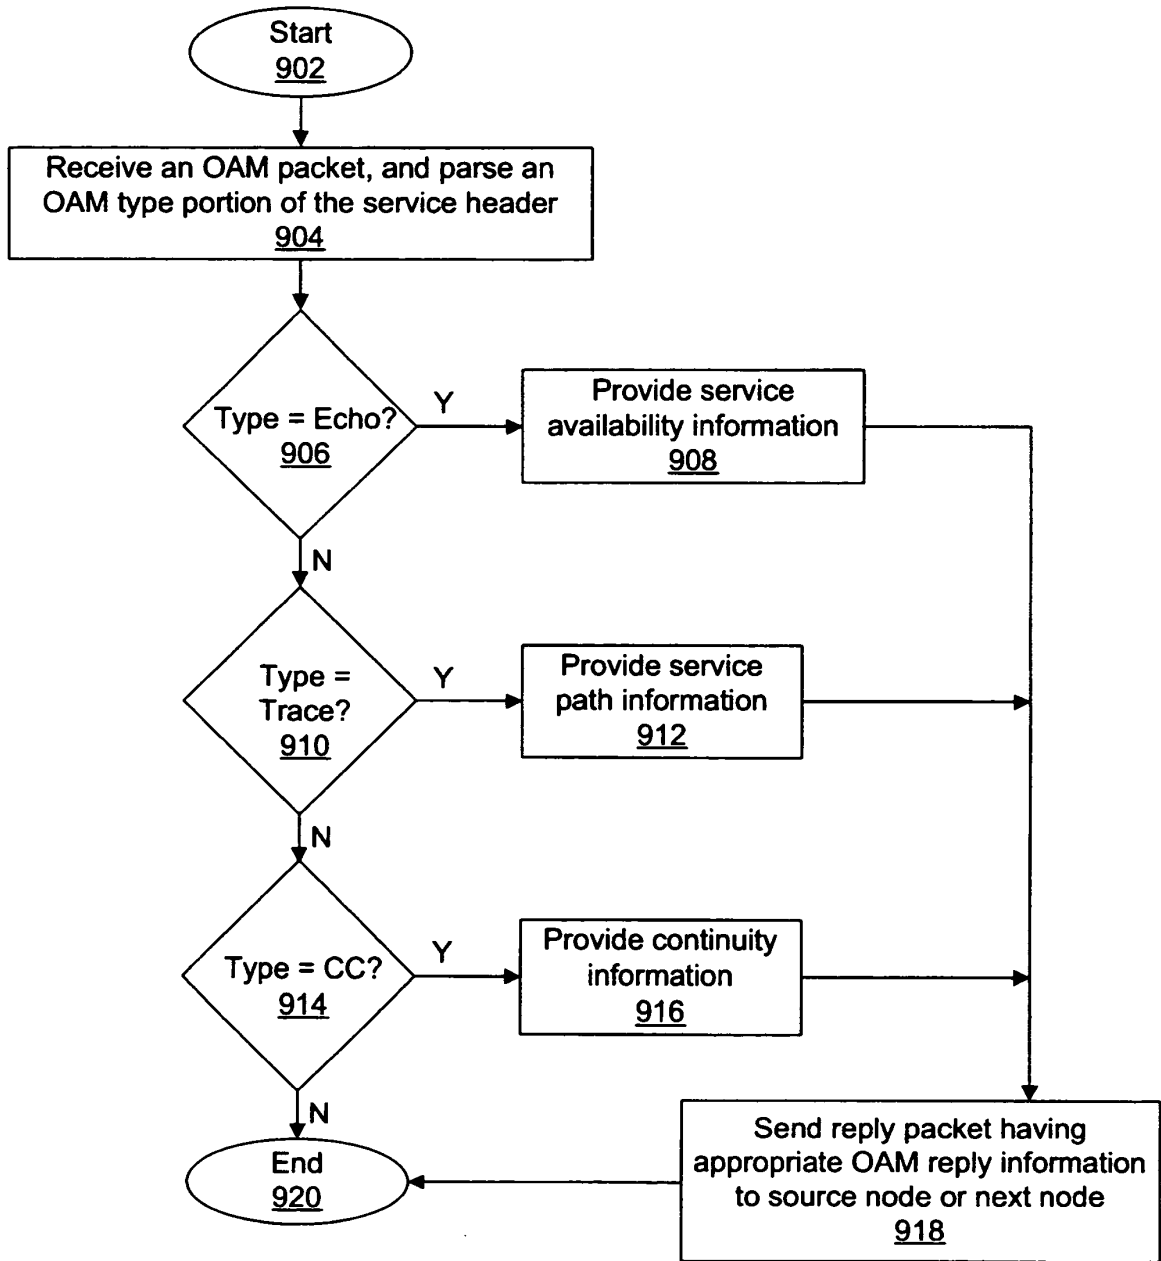 Start
902
Receive an OAM packet, and parse an
OAM type portion of the service header
904
Type = Echo?
906
Y
Provide service
availability information
908
N
Type =
Trace?
910
Y
Provide service
path information
912
N
Type = CC?
914
Y
Provide continuity
information
916
N
End
920
Send reply packet having
appropriate OAM reply information
to source node or next node
918